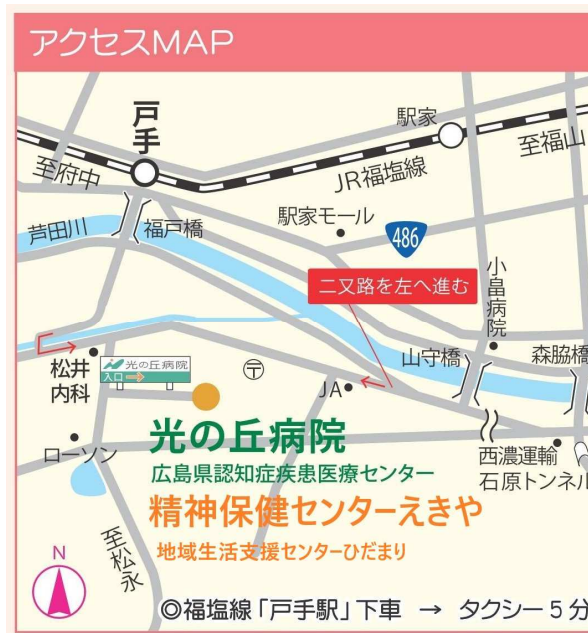 アクセスMAP
戸手
駅家
至府中
JR福塩線
至福山
芦田川
福戸橋
駅家モール
486
二又路を左へ進む
小畠病院
山守橋
森脇橋
松井
内科
光の丘病院
入口
〒
JA
光の丘病院
広島県認知症疾患医療センター
ローソン
西濃運輸
石原トンネル
精神保健センターえきや
地域生活支援センターひだまり
至松永
N
◎福塩線「戸手駅」下車 → タクシー5分